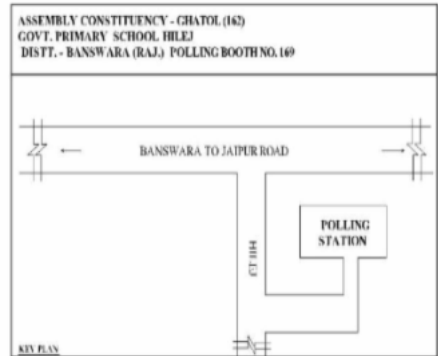 ASSEMBLY CONSTITUENCY - GHATOL (162)
GOVT. PRIMARY SCHOOL HILEJ
DISTT. - BANSWARA (RAJ.) POLLING BOOTH NO. 169
BANSWARA TO JAIPUR ROAD
POLLING
STATION
KEY PLAN